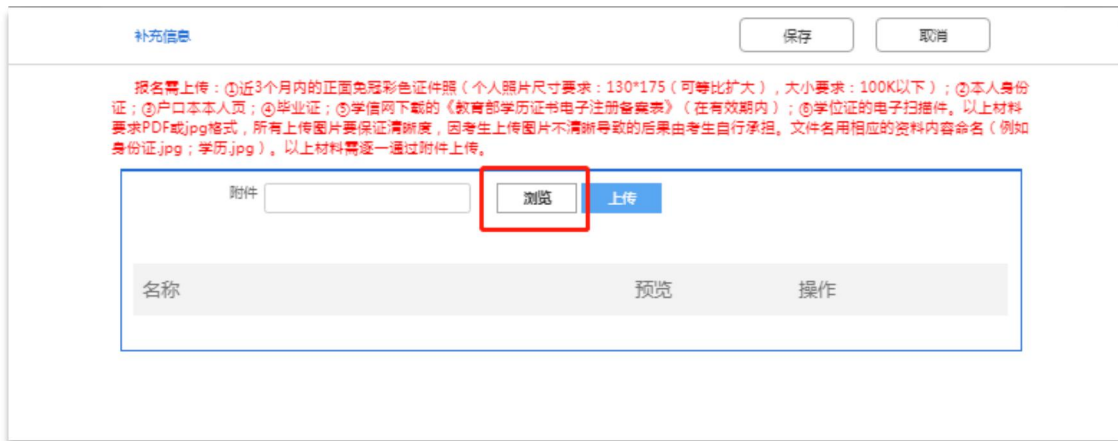 补充信息 保存 取消
报名需上传：①近3个月内的正面免冠彩色证件照（个人照片尺寸要求：130*175（可等比扩大），大小要求：100K以下）；②本人身份
证；③户口本本人页；④毕业证；⑤学信网下载的《教育部学历证书电子注册备案表》（在有效期内）；⑥学位证的电子扫描件。以上材料
要求PDF或jpg格式，所有上传图片要保证清晰度，因考生上传图片不清晰导致的后果由考生自行承担。文件名用相应的资料内容命名（例如
身份证.jpg；学历.jpg）。以上材料需逐一通过附件上传。
附件 浏览 上传
名称 预览 操作